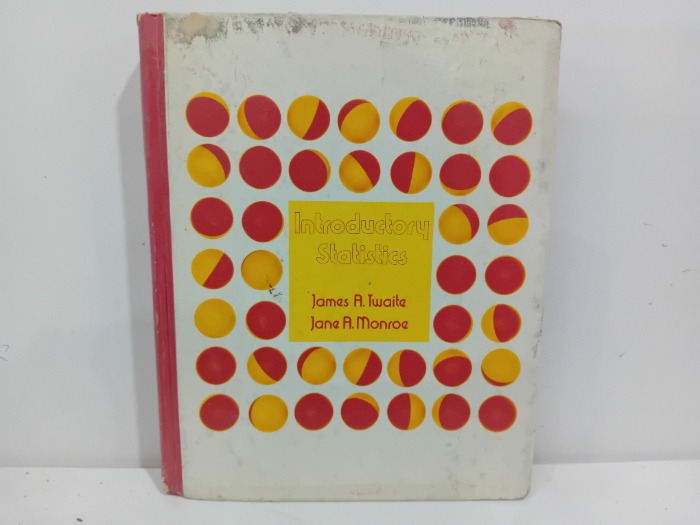 Introductory
Statistics
James A. Twaite
Jane A. Monroe